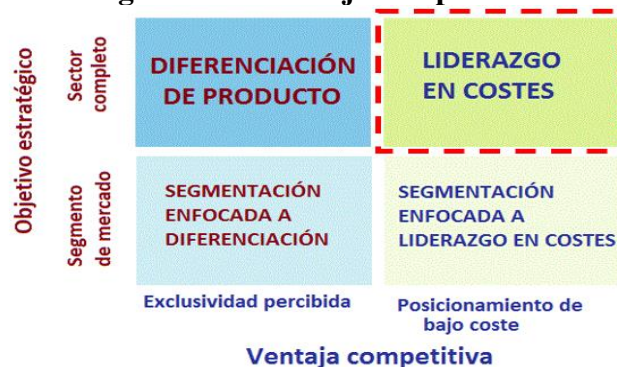 Objetivo estratégico
Sector
completo
DIFERENCIACIÓN
DE PRODUCTO
LIDERAZGO
EN COSTES
Segmento
de mercado
SEGMENTACIÓN
ENFOCADA A
DIFERENCIACIÓN
SEGMENTACIÓN
ENFOCADA A
LIDERAZGO EN COSTES
Exclusividad percibida
Posicionamiento de
bajo coste
Ventaja competitiva